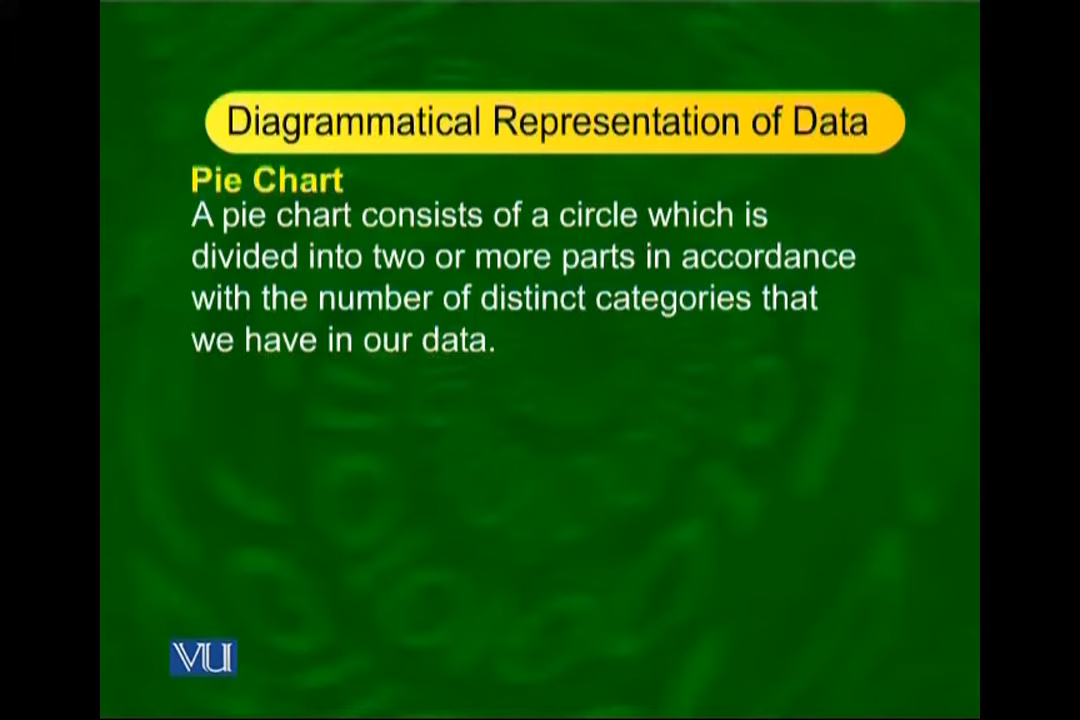 Diagrammatical Representation of Data
Pie Chart
A pie chart consists of a circle which is
divided into two or more parts in accordance
with the number of distinct categories that
we have in our data.
VU